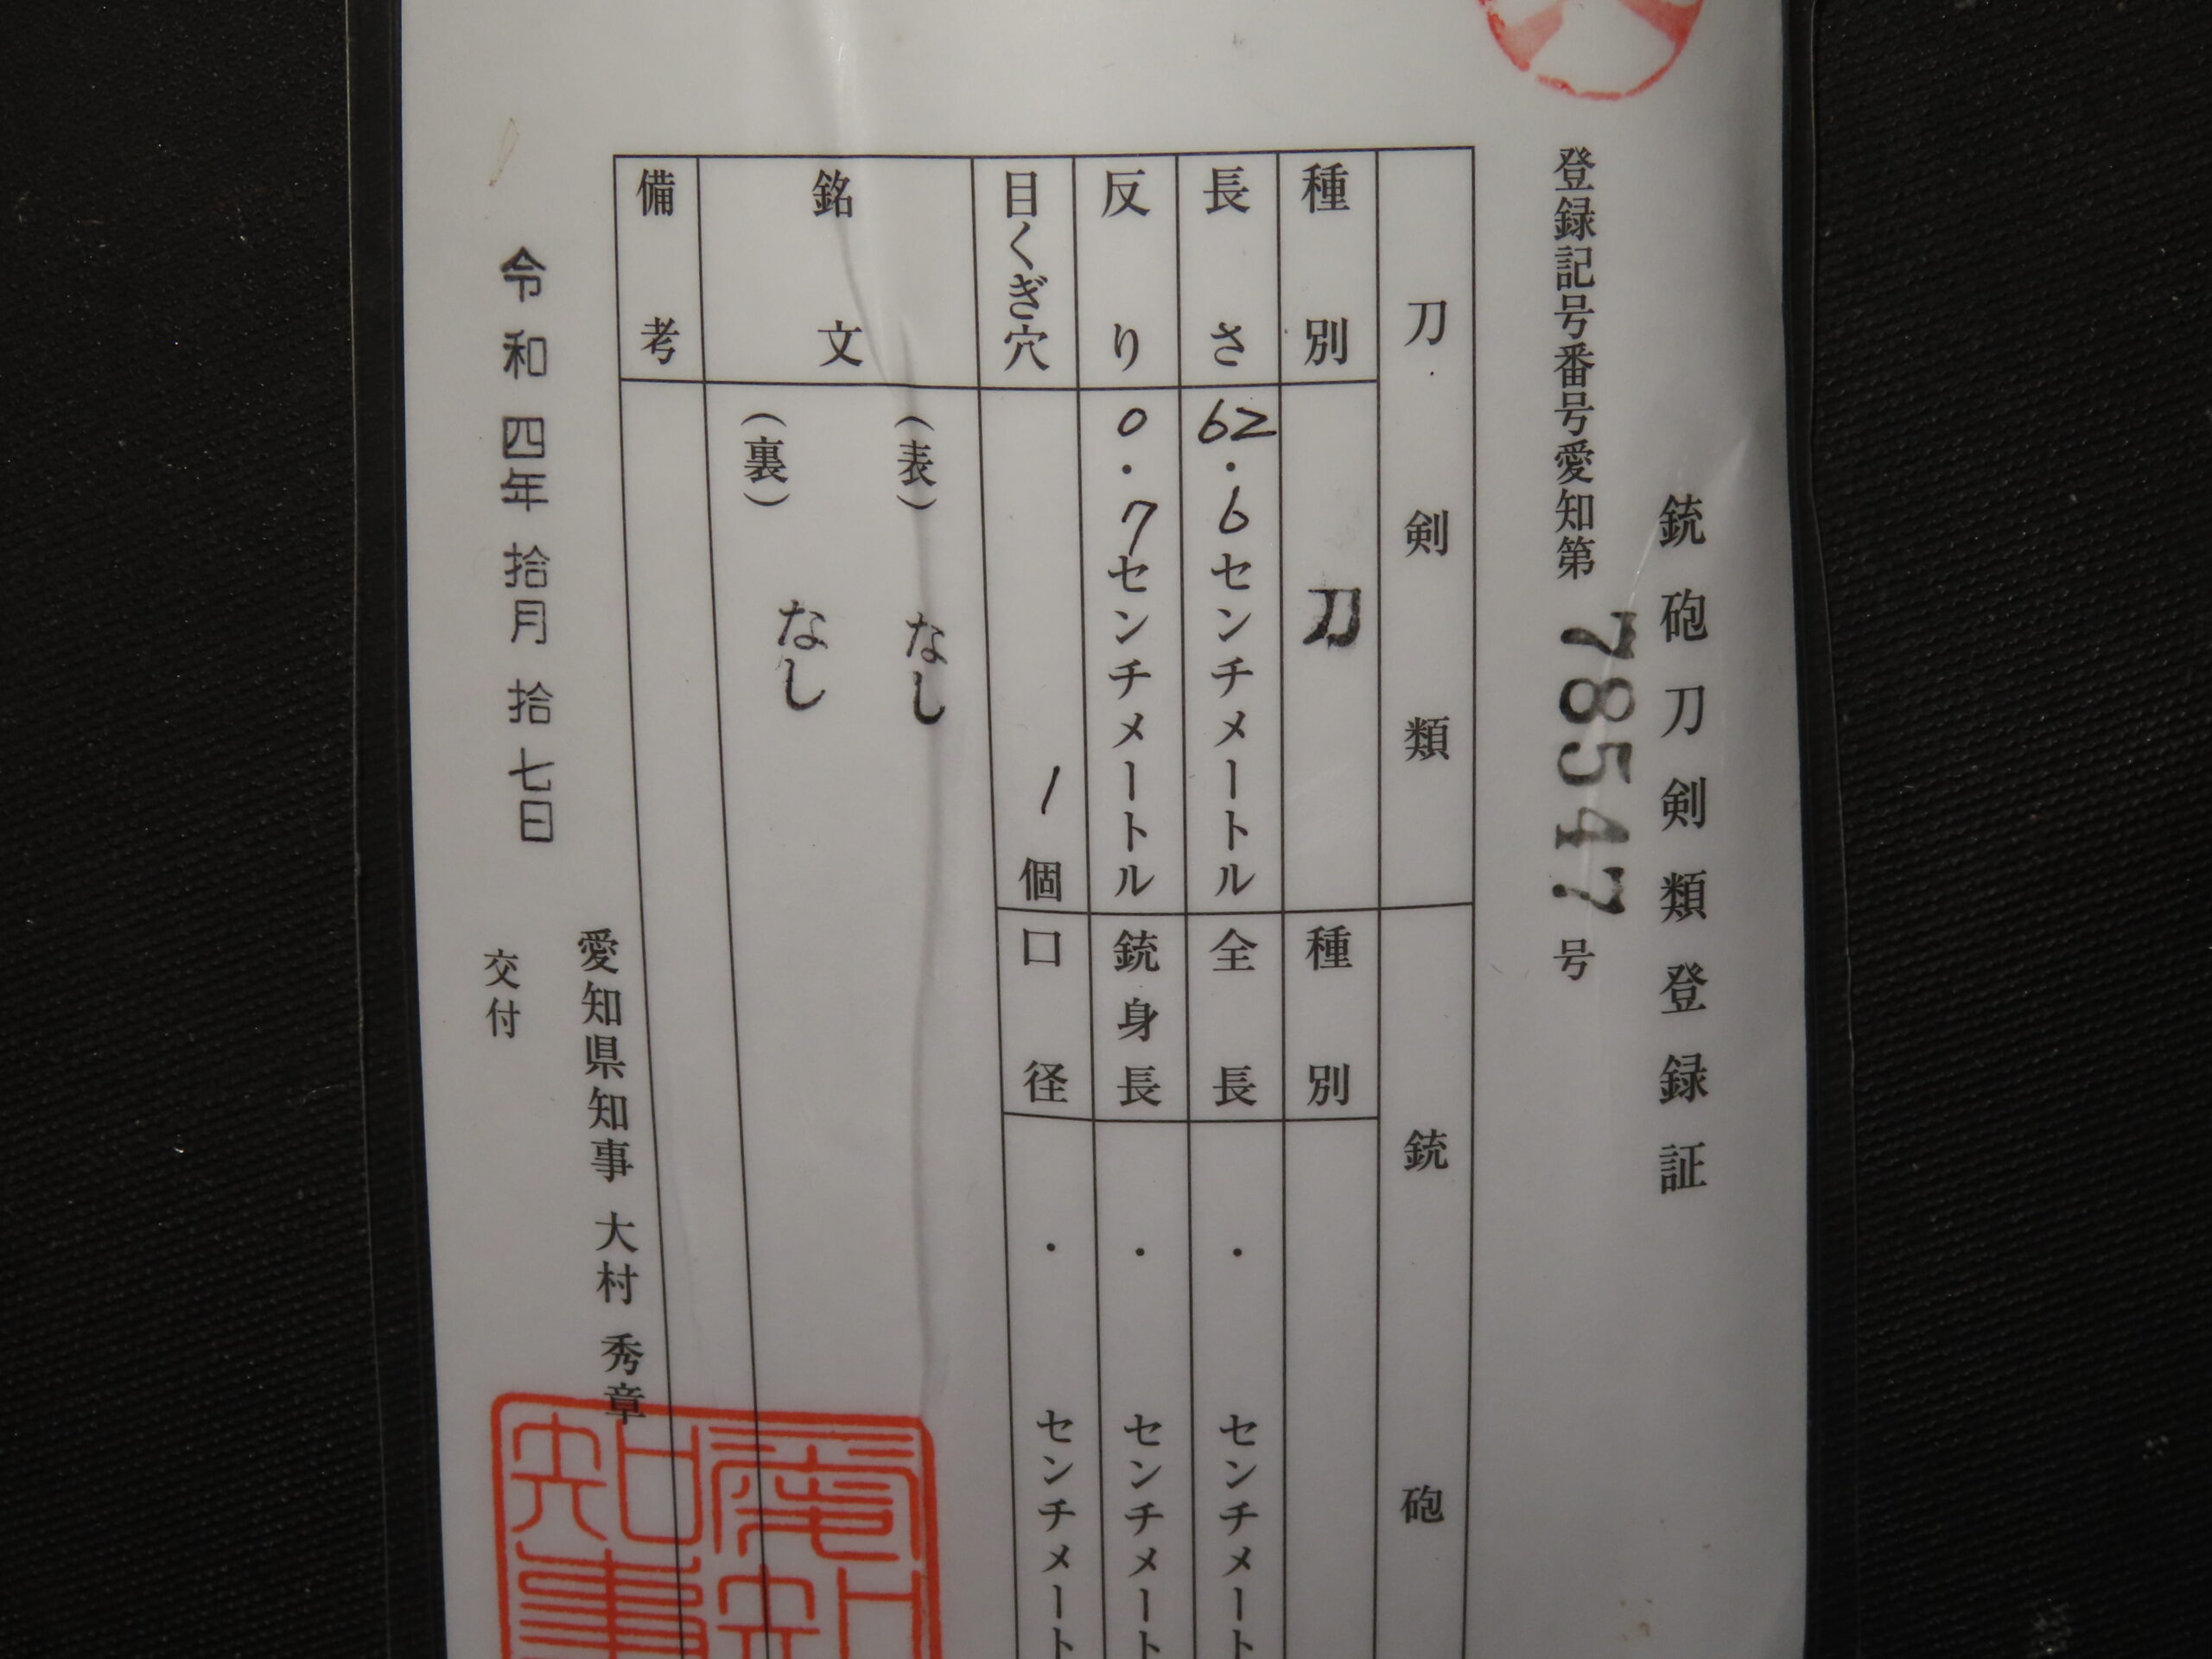 銃砲刀剣類登録証
登録記号番号愛知第 78547 号
刀剣類
種別 刀
長さ 62.6センチメートル
反り 0.7センチメートル
目くぎ穴 1個
銘文
(表) なし
(裏) なし
備考
銃砲
種別
全長 ・ センチメート
銃身長 ・ センチメート
口径 ・ センチメート
令和四年拾月拾七日
交付
愛知県知事 大村 秀章
愛知
知事